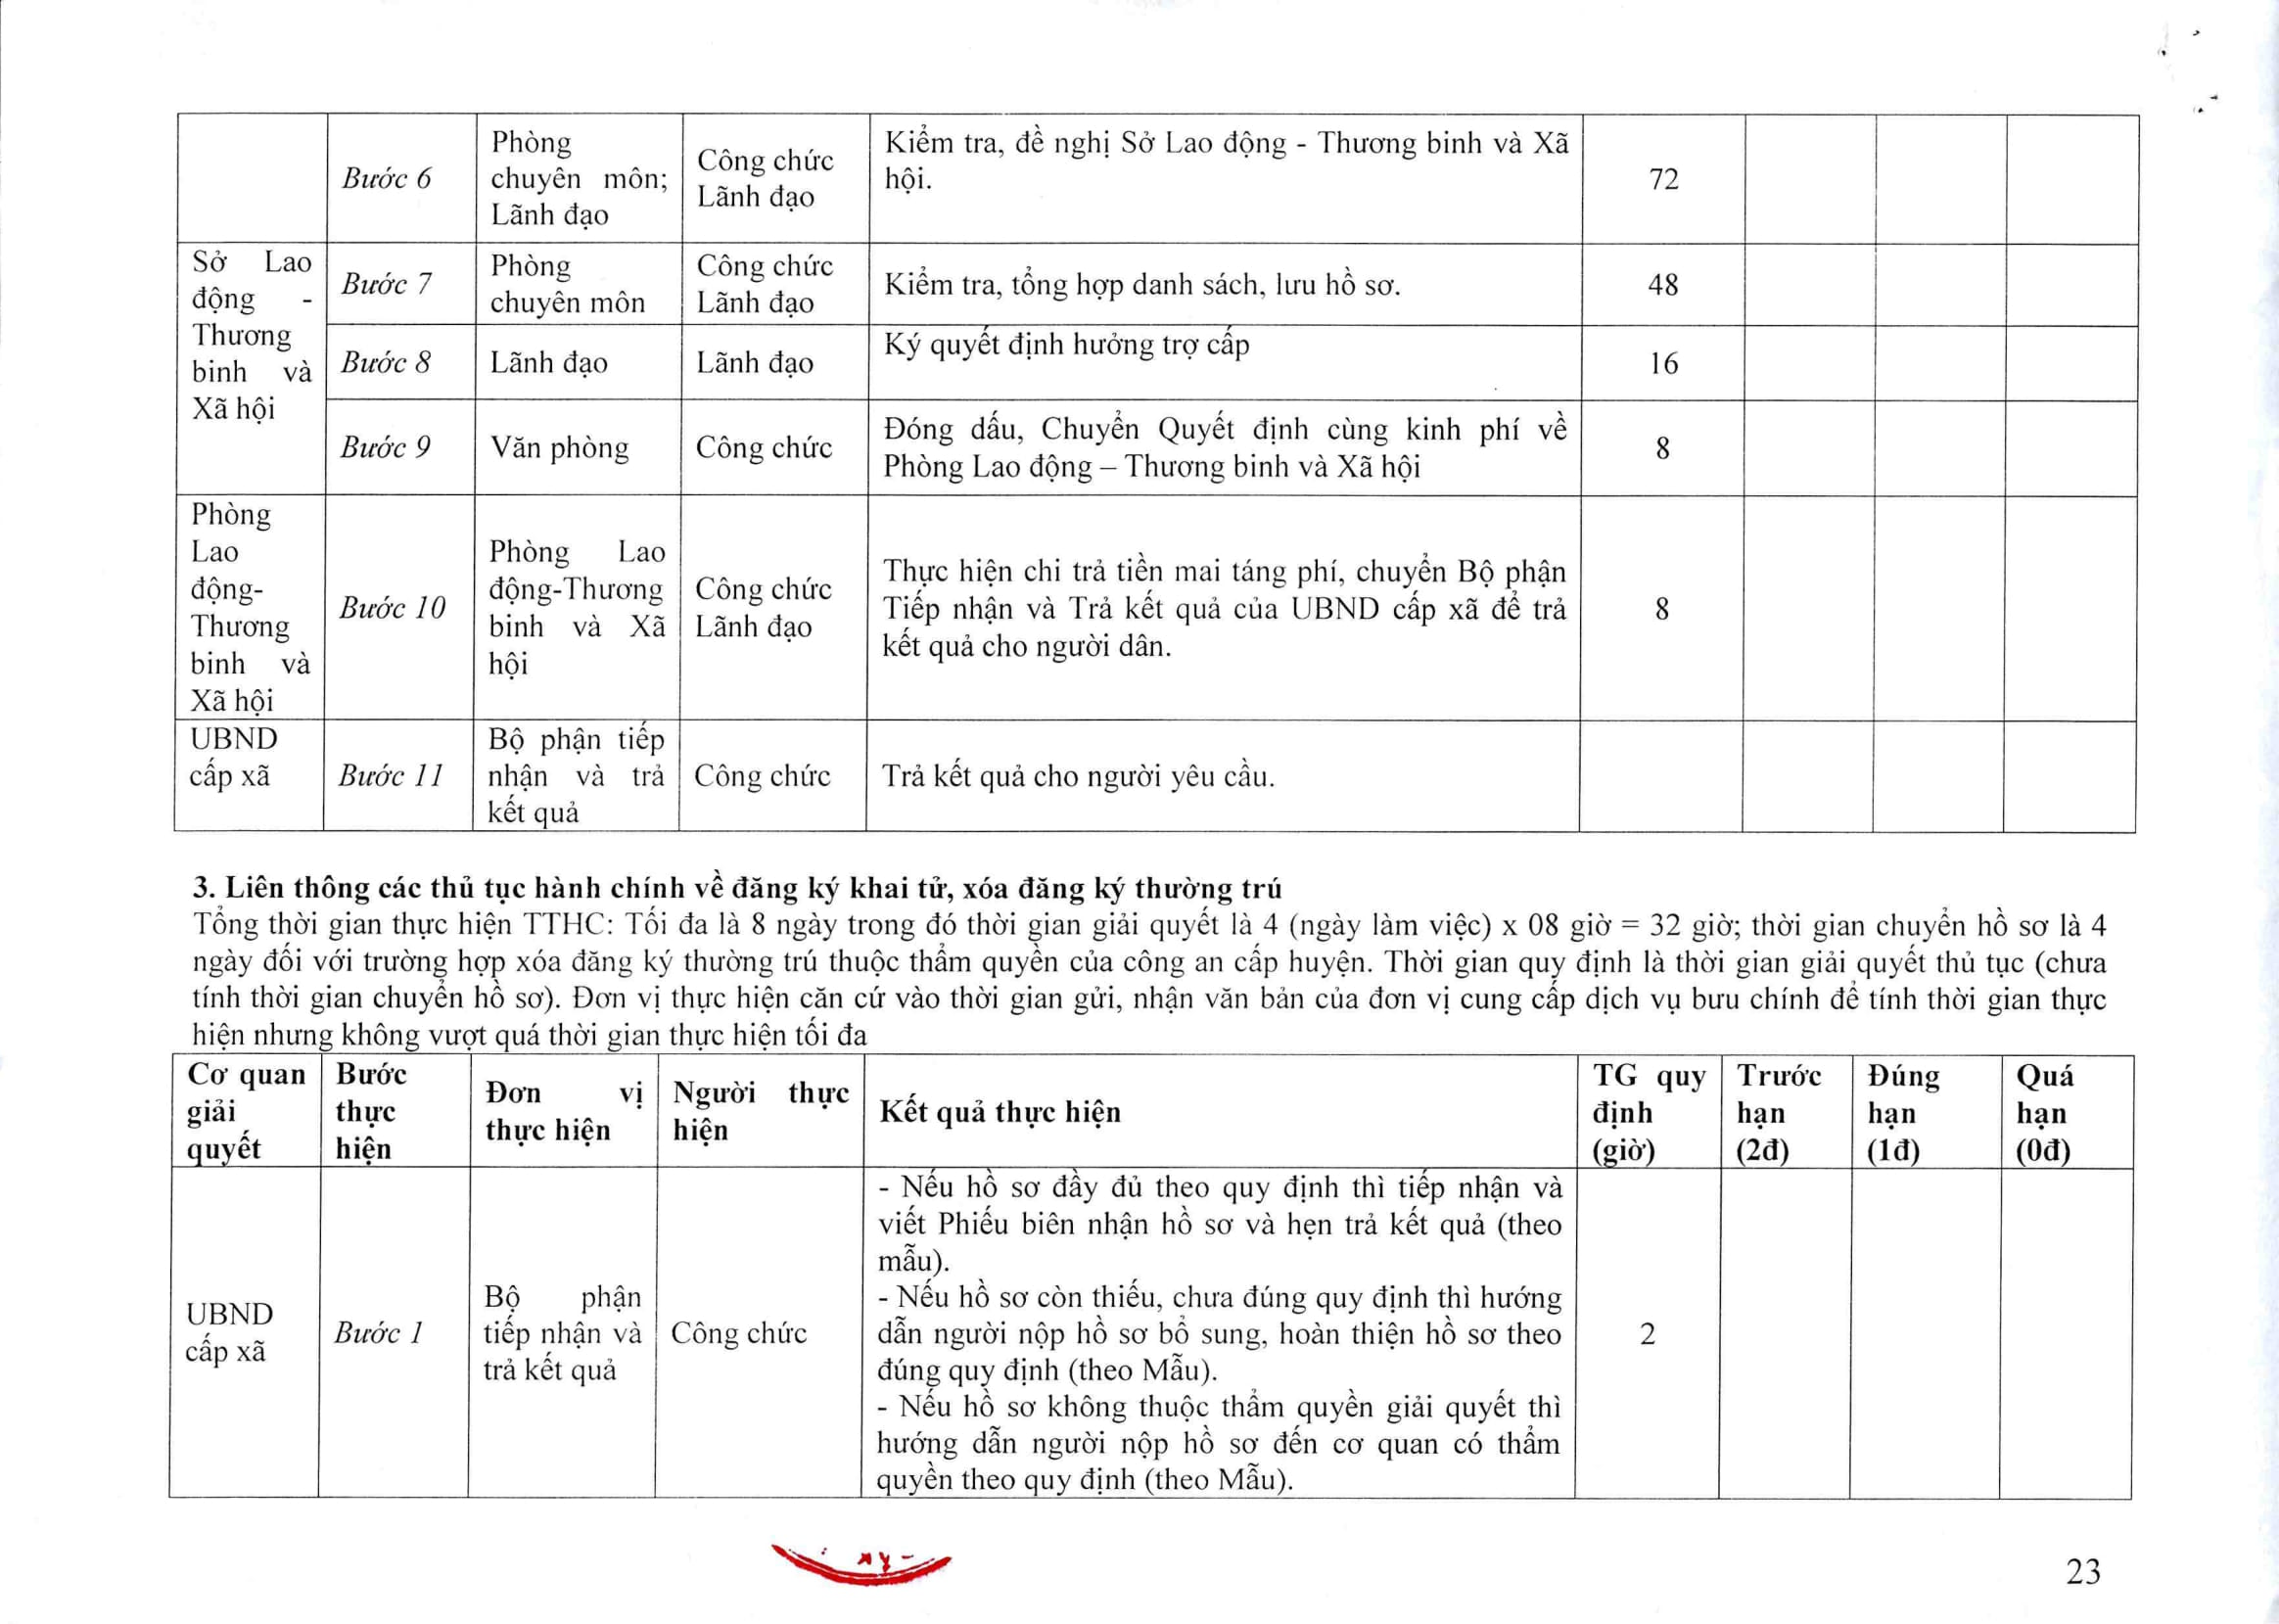 Bước 6
Phòng
chuyên môn;
Lãnh đạo
Công chức
Lãnh đạo
Kiểm tra, đề nghị Sở Lao động - Thương binh và Xã
hội.
72
Sở Lao
động -
Thương
binh và
Xã hội
Bước 7
Phòng
chuyên môn
Công chức
Lãnh đạo
Kiểm tra, tổng hợp danh sách, lưu hồ sơ.
48
Bước 8
Lãnh đạo
Lãnh đạo
Ký quyết định hưởng trợ cấp
16
Bước 9
Văn phòng
Công chức
Đóng dấu, Chuyển Quyết định cùng kinh phí về
Phòng Lao động – Thương binh và Xã hội
8
Phòng
Lao
động-
Thương
binh và
Xã hội
Bước 10
Phòng Lao
động-Thương
binh và Xã
hội
Công chức
Lãnh đạo
Thực hiện chi trả tiền mai táng phí, chuyển Bộ phận
Tiếp nhận và Trả kết quả của UBND cấp xã để trả
kết quả cho người dân.
8
UBND
cấp xã
Bước 11
Bộ phận tiếp
nhận và trả
kết quả
Công chức
Trả kết quả cho người yêu cầu.
3. Liên thông các thủ tục hành chính về đăng ký khai tử, xóa đăng ký thường trú
Tổng thời gian thực hiện TTHC: Tối đa là 8 ngày trong đó thời gian giải quyết là 4 (ngày làm việc) x 08 giờ = 32 giờ; thời gian chuyển hồ sơ là 4
ngày đối với trường hợp xóa đăng ký thường trú thuộc thẩm quyền của công an cấp huyện. Thời gian quy định là thời gian giải quyết thủ tục (chưa
tính thời gian chuyển hồ sơ). Đơn vị thực hiện căn cứ vào thời gian gửi, nhận văn bản của đơn vị cung cấp dịch vụ bưu chính để tính thời gian thực
hiện nhưng không vượt quá thời gian thực hiện tối đa
Cơ quan
giải
quyết
Bước
thực
hiện
Đơn vị
thực hiện
Người thực
hiện
Kết quả thực hiện
TG quy
định
(giờ)
Trước
hạn
(2đ)
Đúng
hạn
(1đ)
Quá
hạn
(0đ)
UBND
cấp xã
Bước 1
Bộ phận
tiếp nhận và
trả kết quả
Công chức
- Nếu hồ sơ đầy đủ theo quy định thì tiếp nhận và
viết Phiếu biên nhận hồ sơ và hẹn trả kết quả (theo
mẫu).
- Nếu hồ sơ còn thiếu, chưa đúng quy định thì hướng
dẫn người nộp hồ sơ bổ sung, hoàn thiện hồ sơ theo
đúng quy định (theo Mẫu).
- Nếu hồ sơ không thuộc thẩm quyền giải quyết thì
hướng dẫn người nộp hồ sơ đến cơ quan có thẩm
quyền theo quy định (theo Mẫu).
2
23